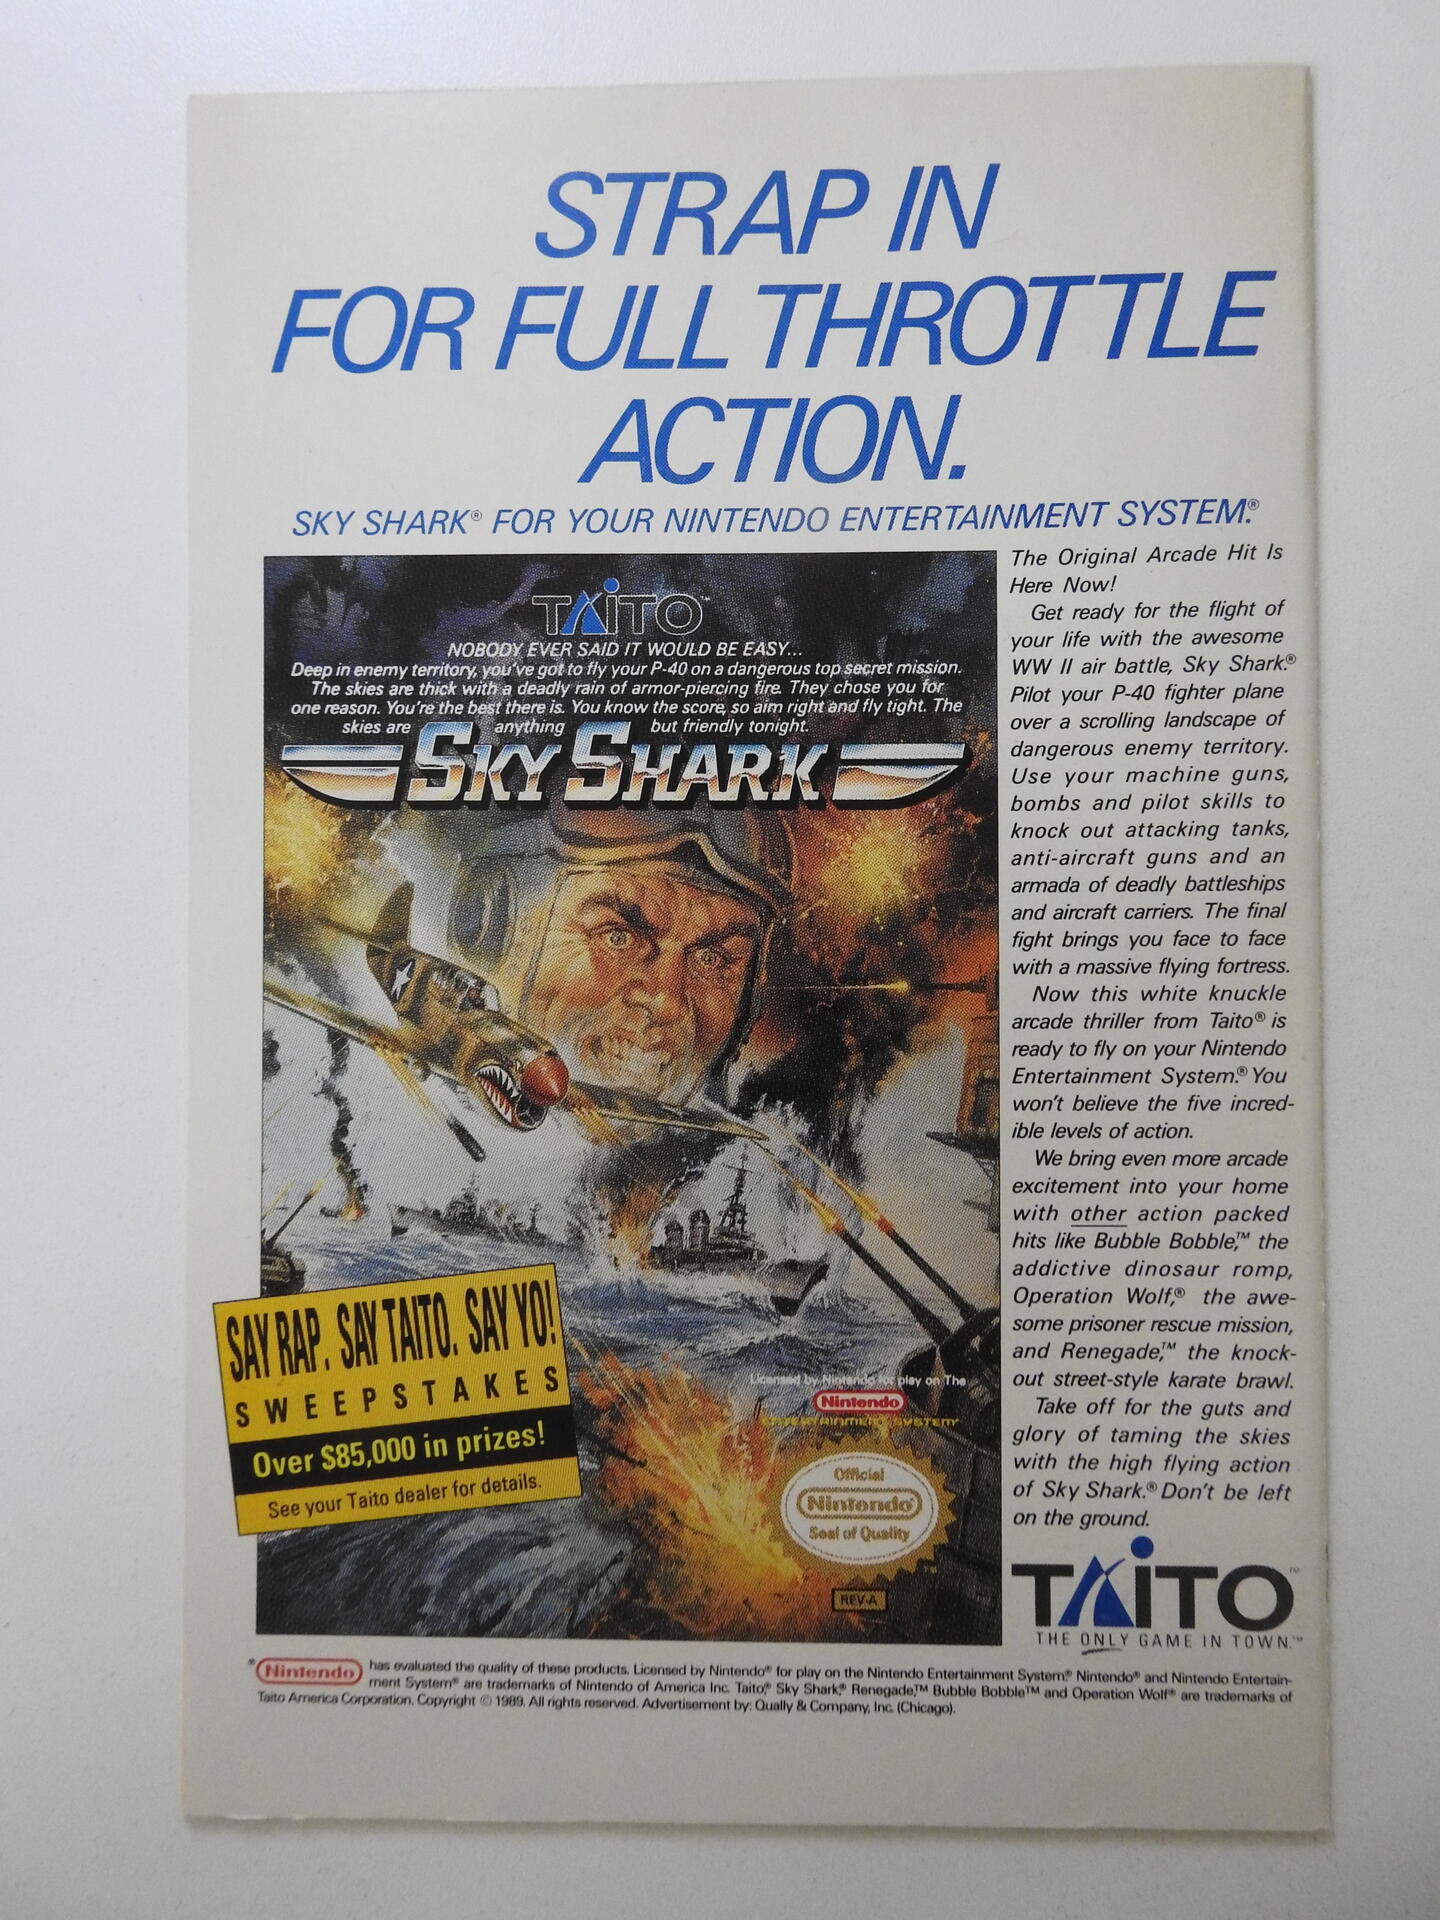 STRAP IN
FOR FULL THROTTLE
ACTION.
SKY SHARK® FOR YOUR NINTENDO ENTERTAINMENT SYSTEM.®
TAITO™
NOBODY EVER SAID IT WOULD BE EASY...
Deep in enemy territory, you've got to fly your P-40 on a dangerous top secret mission.
The skies are thick with a deadly rain of armor-piercing fire. They chose you for
one reason. You're the best there is. You know the score, so aim right and fly tight. The
skies are anything but friendly tonight.
SKY SHARK
SAY RAP. SAY TAITO. SAY YO!
SWEEPSTAKES
Over $85,000 in prizes!
See your Taito dealer for details.
Licensed by Nintendo for play on The
Nintendo
ENTERTAINMENT SYSTEM
Official
Nintendo®
Seal of Quality
REV-A
The Original Arcade Hit Is
Here Now!
Get ready for the flight of
your life with the awesome
WW II air battle, Sky Shark.®
Pilot your P-40 fighter plane
over a scrolling landscape of
dangerous enemy territory.
Use your machine guns,
bombs and pilot skills to
knock out attacking tanks,
anti-aircraft guns and an
armada of deadly battleships
and aircraft carriers. The final
fight brings you face to face
with a massive flying fortress.
Now this white knuckle
arcade thriller from Taito® is
ready to fly on your Nintendo
Entertainment System.® You
won't believe the five incred-
ible levels of action.
We bring even more arcade
excitement into your home
with other action packed
hits like Bubble Bobble,™ the
addictive dinosaur romp,
Operation Wolf,® the awe-
some prisoner rescue mission,
and Renegade,™ the knock-
out street-style karate brawl.
Take off for the guts and
glory of taming the skies
with the high flying action
of Sky Shark.® Don't be left
on the ground.
TAITO™
THE ONLY GAME IN TOWN.™
® Nintendo has evaluated the quality of these products. Licensed by Nintendo® for play on the Nintendo Entertainment System.® Nintendo® and Nintendo Entertain-
ment System® are trademarks of Nintendo of America Inc. Taito,® Sky Shark,® Renegade,™ Bubble Bobble™ and Operation Wolf® are trademarks of
Taito America Corporation. Copyright © 1989. All rights reserved. Advertisement by: Qually & Company, Inc. (Chicago).